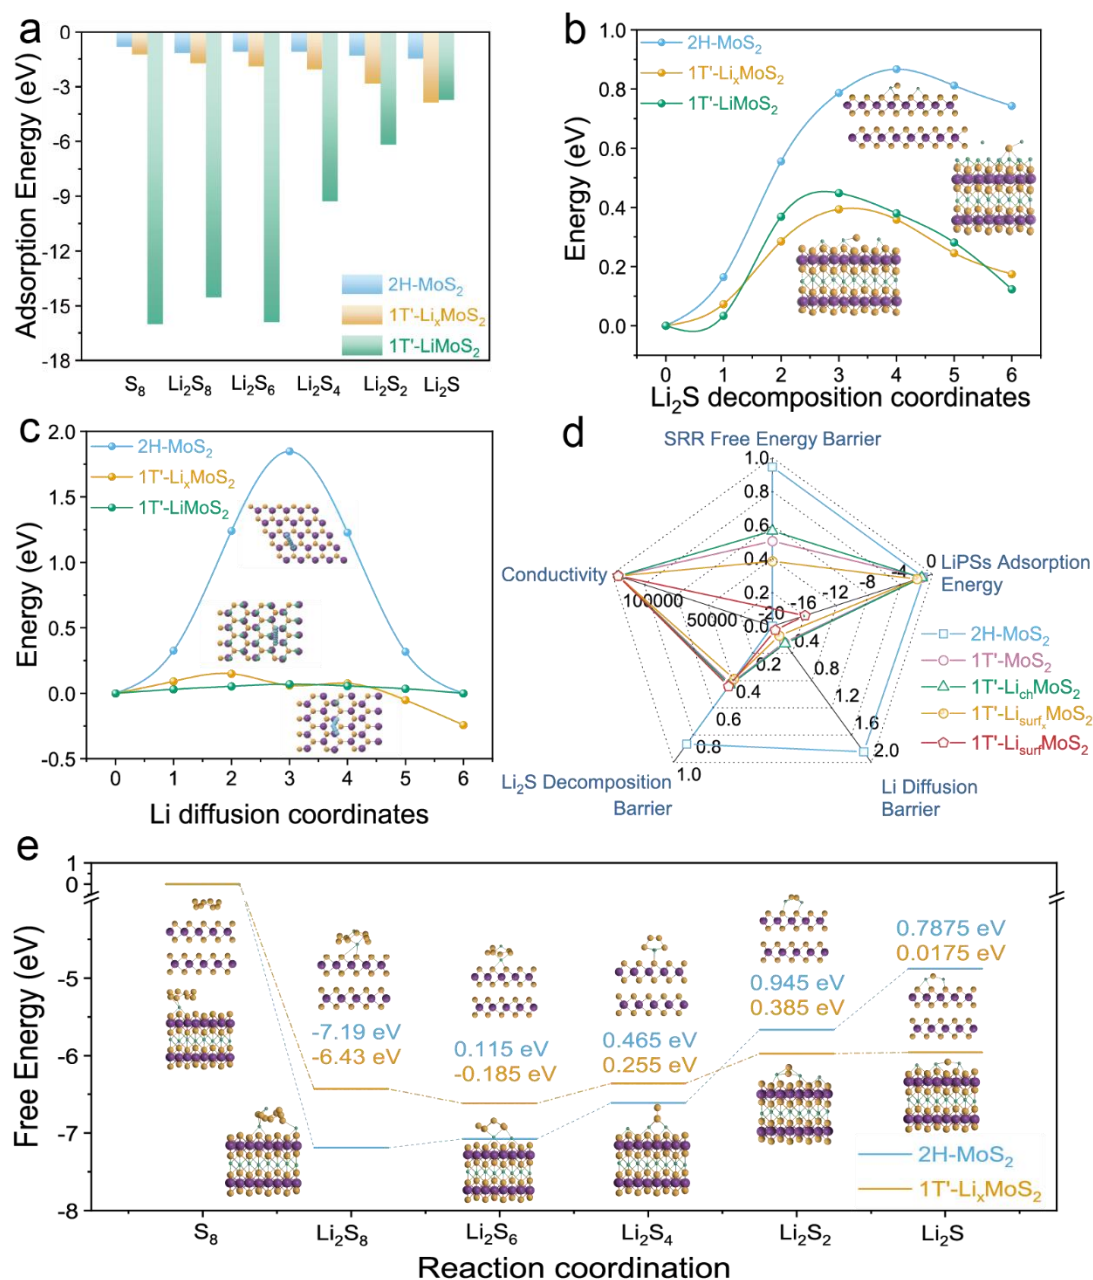 a
Adsorption Energy (eV)
0
-3
-6
-9
-12
-15
-18
2H-MoS₂
1T'-LiₓMoS₂
1T'-LiMoS₂
S₈ Li₂S₈ Li₂S₆ Li₂S₄ Li₂S₂ Li₂S
b
Energy (eV)
1.0
0.8
0.6
0.4
0.2
0.0
2H-MoS₂
1T'-LiₓMoS₂
1T'-LiMoS₂
0 1 2 3 4 5 6
Li₂S decomposition coordinates
c
Energy (eV)
2.0
1.5
1.0
0.5
0.0
-0.5
2H-MoS₂
1T'-LiₓMoS₂
1T'-LiMoS₂
0 1 2 3 4 5 6
Li diffusion coordinates
d
SRR Free Energy Barrier
1.0
0.8
0.6
0.4
0.2
0.0
LiPSs Adsorption
Energy
0
-4
-8
-12
-16
-20
Conductivity
100000
50000
0.2
0.4
0.6
0.8
1.0
Li₂S Decomposition
Barrier
0.4
0.8
1.2
1.6
2.0
Li Diffusion
Barrier
2H-MoS₂
1T'-MoS₂
1T'-Li_chMoS₂
1T'-Li_surfₓMoS₂
1T'-Li_surfMoS₂
e
Free Energy (eV)
1
0
-5
-6
-7
-8
-7.19 eV
-6.43 eV
0.115 eV
-0.185 eV
0.465 eV
0.255 eV
0.945 eV
0.385 eV
0.7875 eV
0.0175 eV
2H-MoS₂
1T'-LiₓMoS₂
S₈ Li₂S₈ Li₂S₆ Li₂S₄ Li₂S₂ Li₂S
Reaction coordination